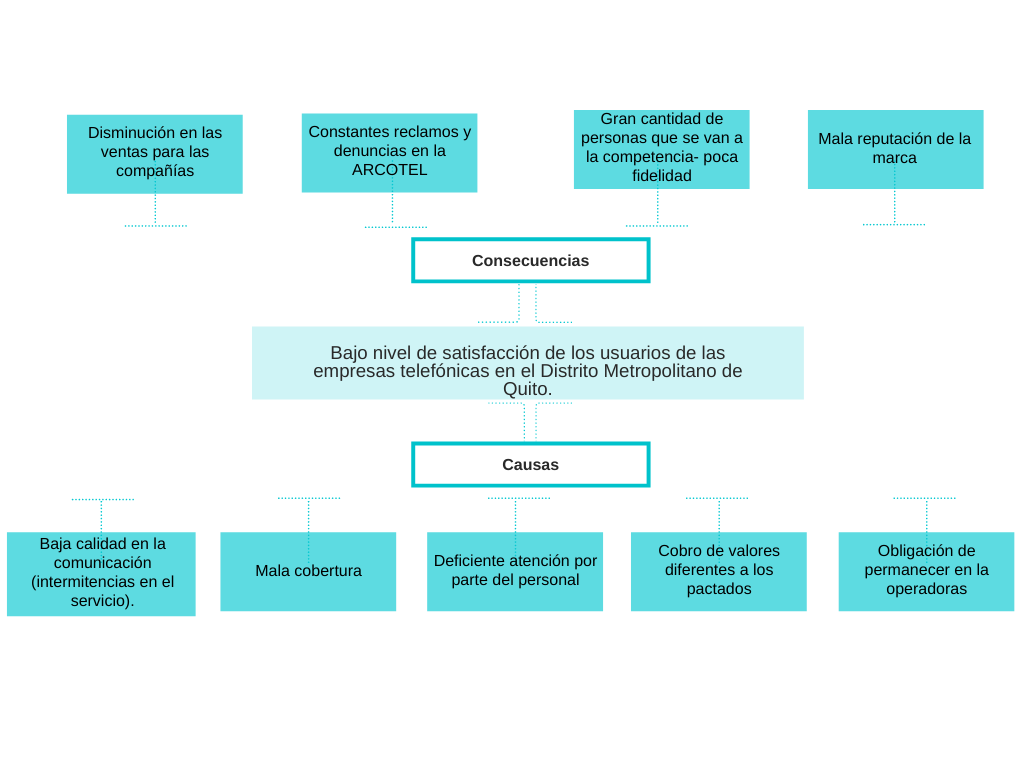 Disminución en las
ventas para las
compañías
Constantes reclamos y
denuncias en la
ARCOTEL
Gran cantidad de
personas que se van a
la competencia- poca
fidelidad
Mala reputación de la
marca
Consecuencias
Bajo nivel de satisfacción de los usuarios de las
empresas telefónicas en el Distrito Metropolitano de
Quito.
Causas
Baja calidad en la
comunicación
(intermitencias en el
servicio).
Mala cobertura
Deficiente atención por
parte del personal
Cobro de valores
diferentes a los
pactados
Obligación de
permanecer en la
operadoras